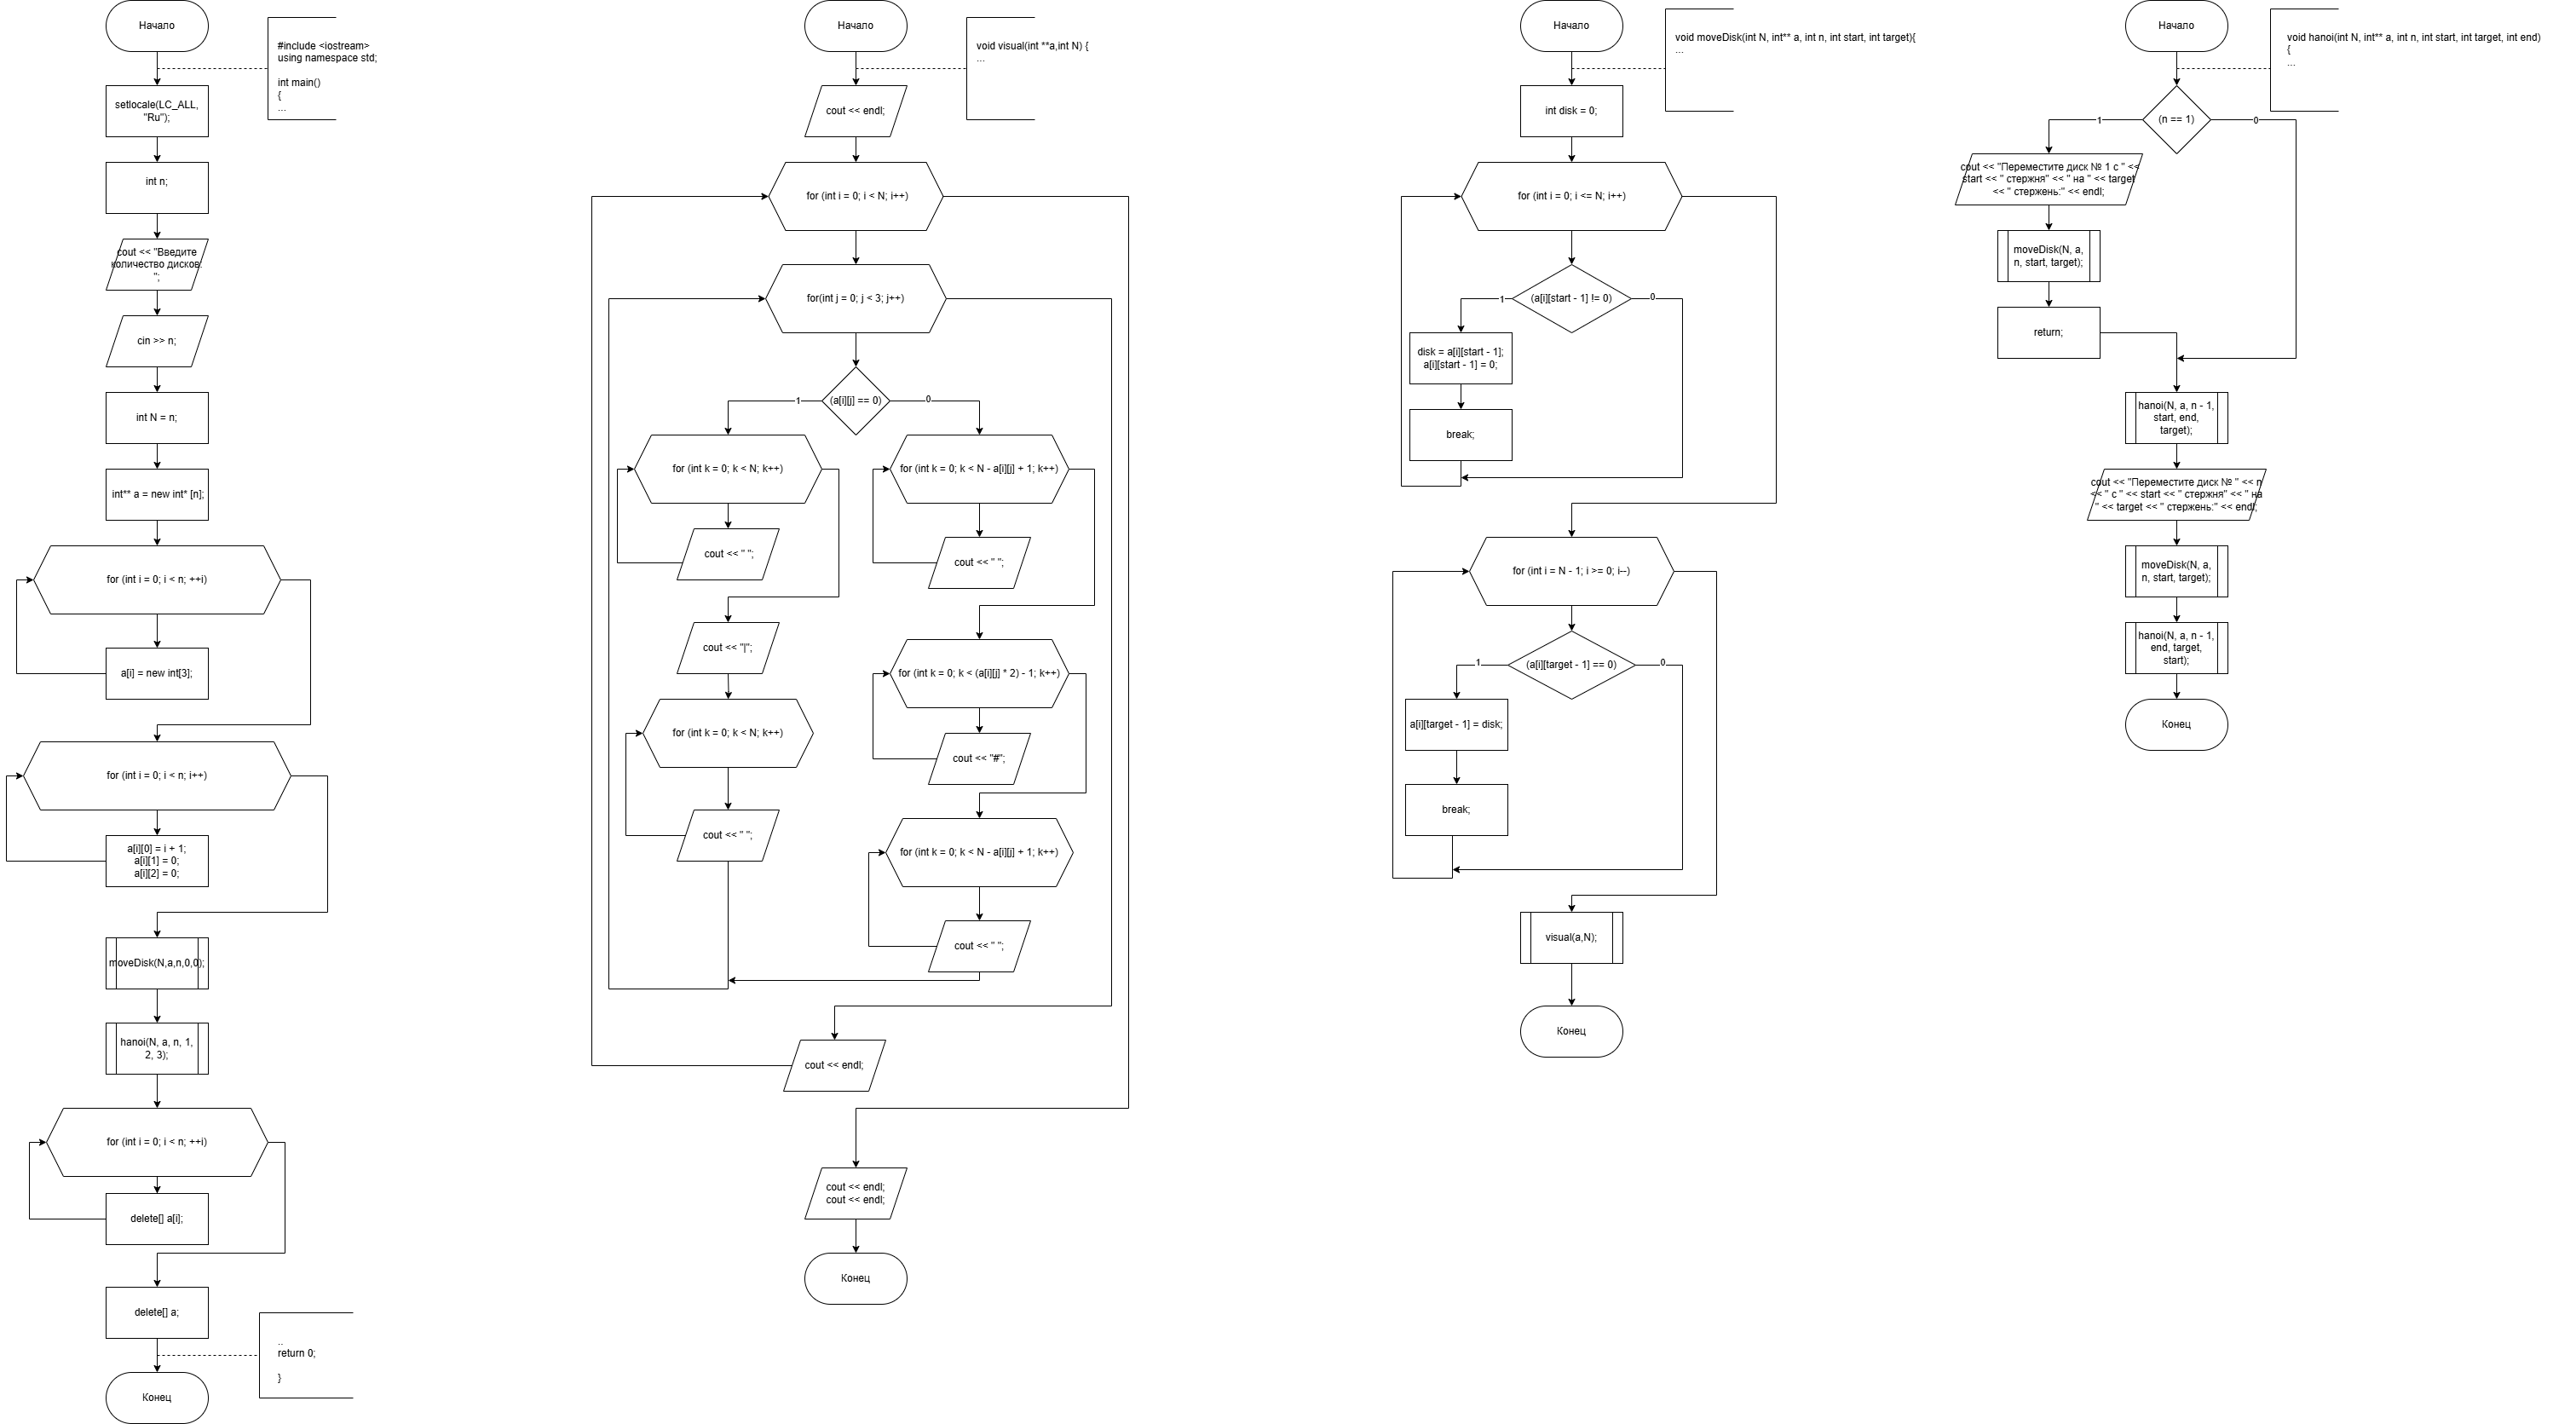 Начало
#include <iostream>
using namespace std;
int main()
{
...
setlocale(LC_ALL,
"Ru");
int n;
cout << "Введите
количество дисков:
";
cin >> n;
int N = n;
int** a = new int* [n];
for (int i = 0; i < n; ++i)
a[i] = new int[3];
for (int i = 0; i < n; i++)
a[i][0] = i + 1;
a[i][1] = 0;
a[i][2] = 0;
moveDisk(N,a,n,0,0);
hanoi(N, a, n, 1,
2, 3);
for (int i = 0; i < n; ++i)
delete[] a[i];
delete[] a;
..
return 0;
}
Конец
Начало
void visual(int **a,int N) {
...
cout << endl;
for (int i = 0; i < N; i++)
for(int j = 0; j < 3; j++)
(a[i][j] == 0)
1
0
for (int k = 0; k < N; k++)
cout << " ";
cout << "|";
for (int k = 0; k < N; k++)
cout << " ";
for (int k = 0; k < N - a[i][j] + 1; k++)
cout << " ";
for (int k = 0; k < (a[i][j] * 2) - 1; k++)
cout << "#";
for (int k = 0; k < N - a[i][j] + 1; k++)
cout << " ";
cout << endl;
cout << endl;
cout << endl;
Конец
Начало
void moveDisk(int N, int** a, int n, int start, int target){
...
int disk = 0;
for (int i = 0; i <= N; i++)
(a[i][start - 1] != 0)
1
0
disk = a[i][start - 1];
a[i][start - 1] = 0;
break;
for (int i = N - 1; i >= 0; i--)
(a[i][target - 1] == 0)
1
0
a[i][target - 1] = disk;
break;
visual(a,N);
Конец
Начало
void hanoi(int N, int** a, int n, int start, int target, int end)
{
...
(n == 1)
1
0
cout << "Переместите диск № 1 с " <<
start << " стержня" << " на " << target
<< " стержень:" << endl;
moveDisk(N, a,
n, start, target);
return;
hanoi(N, a, n - 1,
start, end,
target);
cout << "Переместите диск № " << n
<< " с " << start << " стержня" << " на
" << target << " стержень:" << endl;
moveDisk(N, a,
n, start, target);
hanoi(N, a, n - 1,
end, target,
start);
Конец